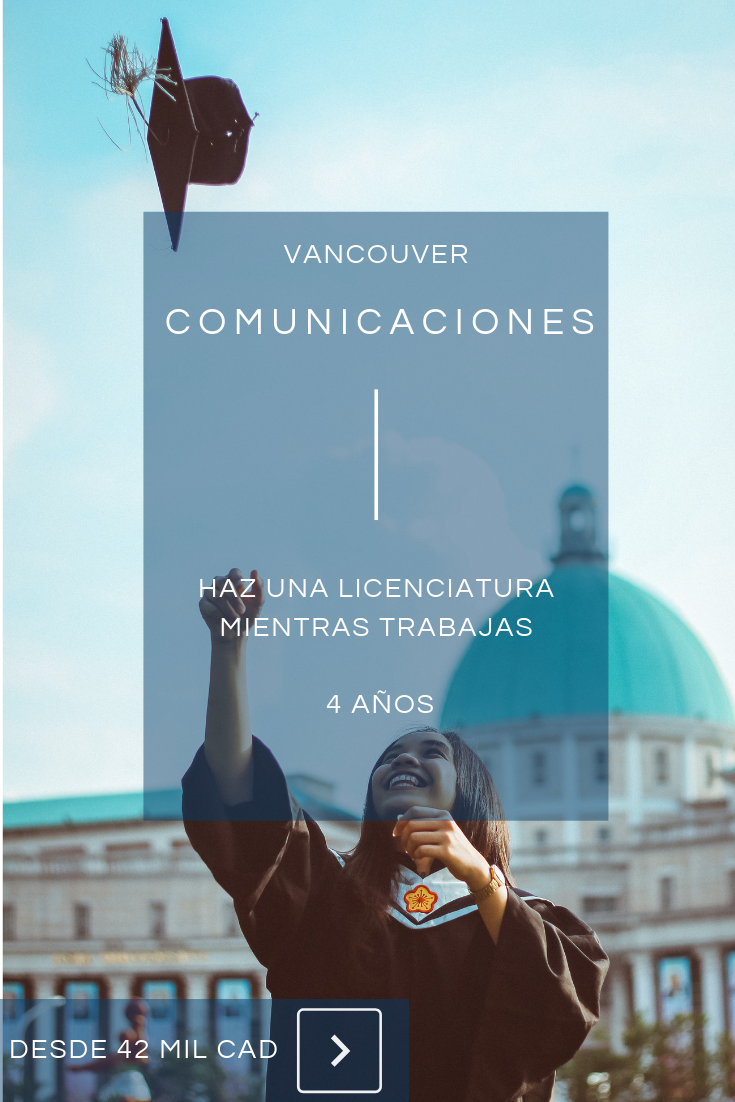 VANCOUVER
COMUNICACIONES
HAZ UNA LICENCIATURA
MIENTRAS TRABAJAS
4 AÑOS
DESDE 42 MIL CAD